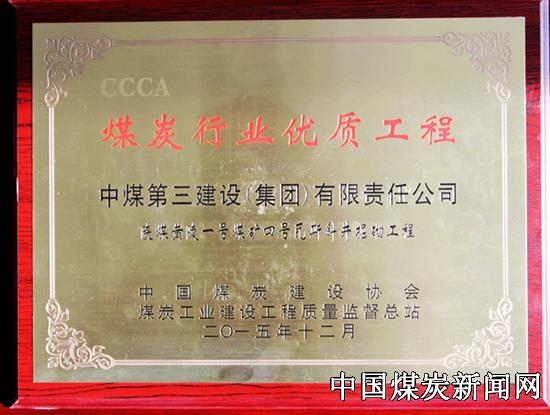 CCCA
煤炭行业优质工程
中煤第三建设(集团)有限责任公司
陕煤黄陵一号煤矿四号瓦斯斜井掘砌工程
中国煤炭建设协会
煤炭工业建设工程质量监督总站
二〇一五年十二月
中国煤炭新闻网